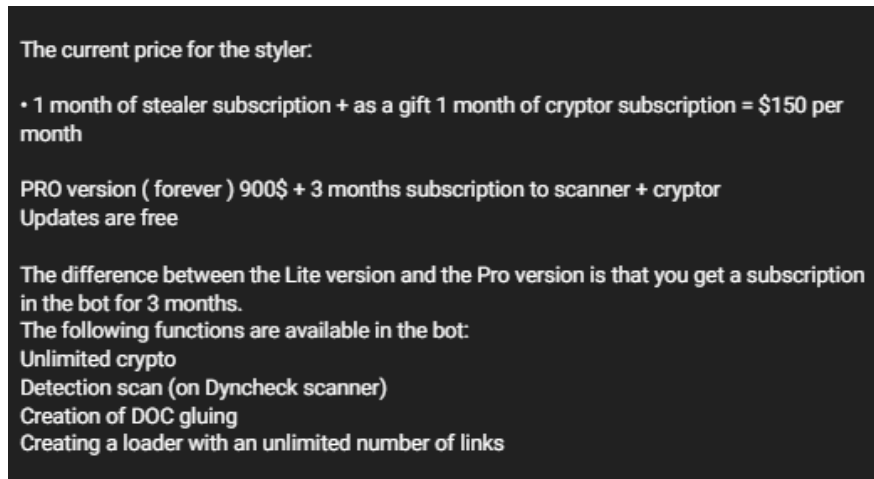 The current price for the styler:
• 1 month of stealer subscription + as a gift 1 month of cryptor subscription = $150 per
month
PRO version ( forever ) 900$ + 3 months subscription to scanner + cryptor
Updates are free
The difference between the Lite version and the Pro version is that you get a subscription
in the bot for 3 months.
The following functions are available in the bot:
Unlimited crypto
Detection scan (on Dyncheck scanner)
Creation of DOC gluing
Creating a loader with an unlimited number of links